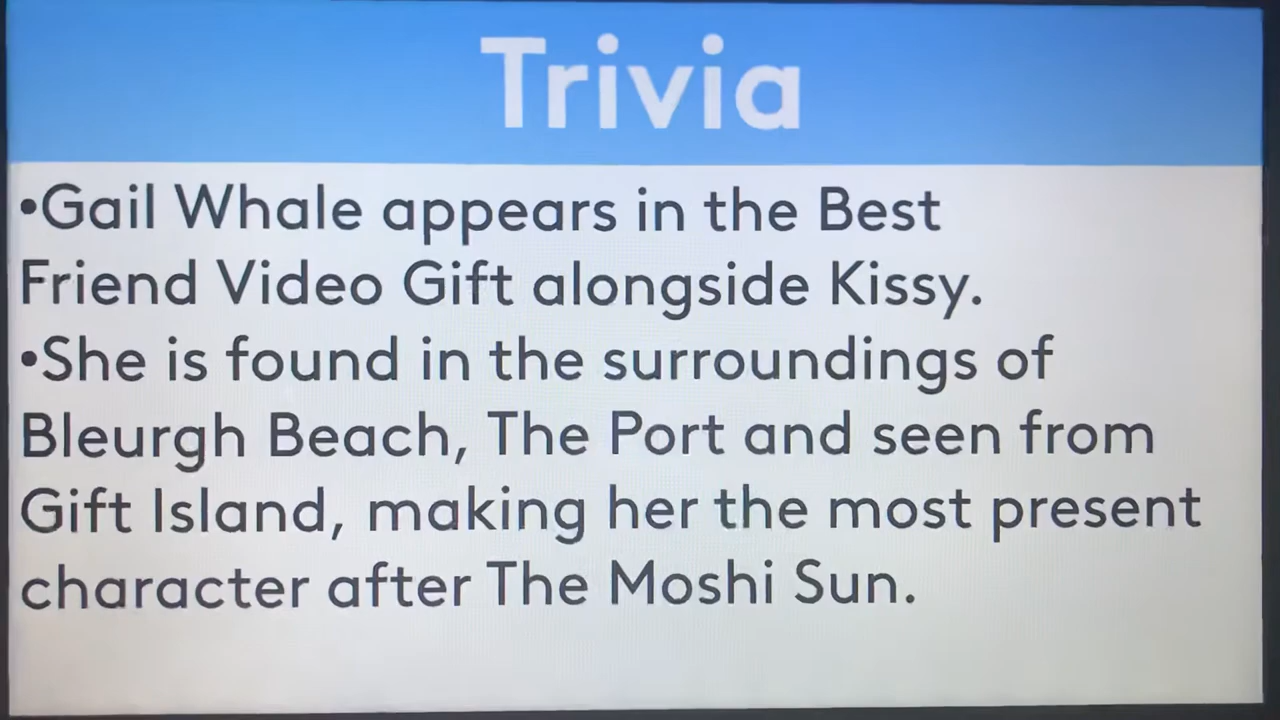 Trivia
•Gail Whale appears in the Best
Friend Video Gift alongside Kissy.
•She is found in the surroundings of
Bleurgh Beach, The Port and seen from
Gift Island, making her the most present
character after The Moshi Sun.